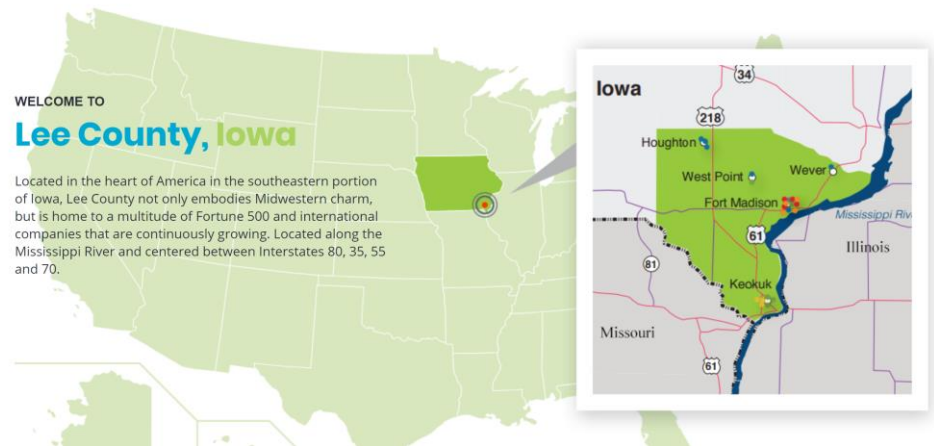 WELCOME TO
Lee County, Iowa
Located in the heart of America in the southeastern portion
of Iowa, Lee County not only embodies Midwestern charm,
but is home to a multitude of Fortune 500 and international
companies that are continuously growing. Located along the
Mississippi River and centered between Interstates 80, 35, 55
and 70.
34
Iowa
218
Houghton
West Point
Wever
Fort Madison
Mississippi
61
Illinois
81
Keokuk
Missouri
61